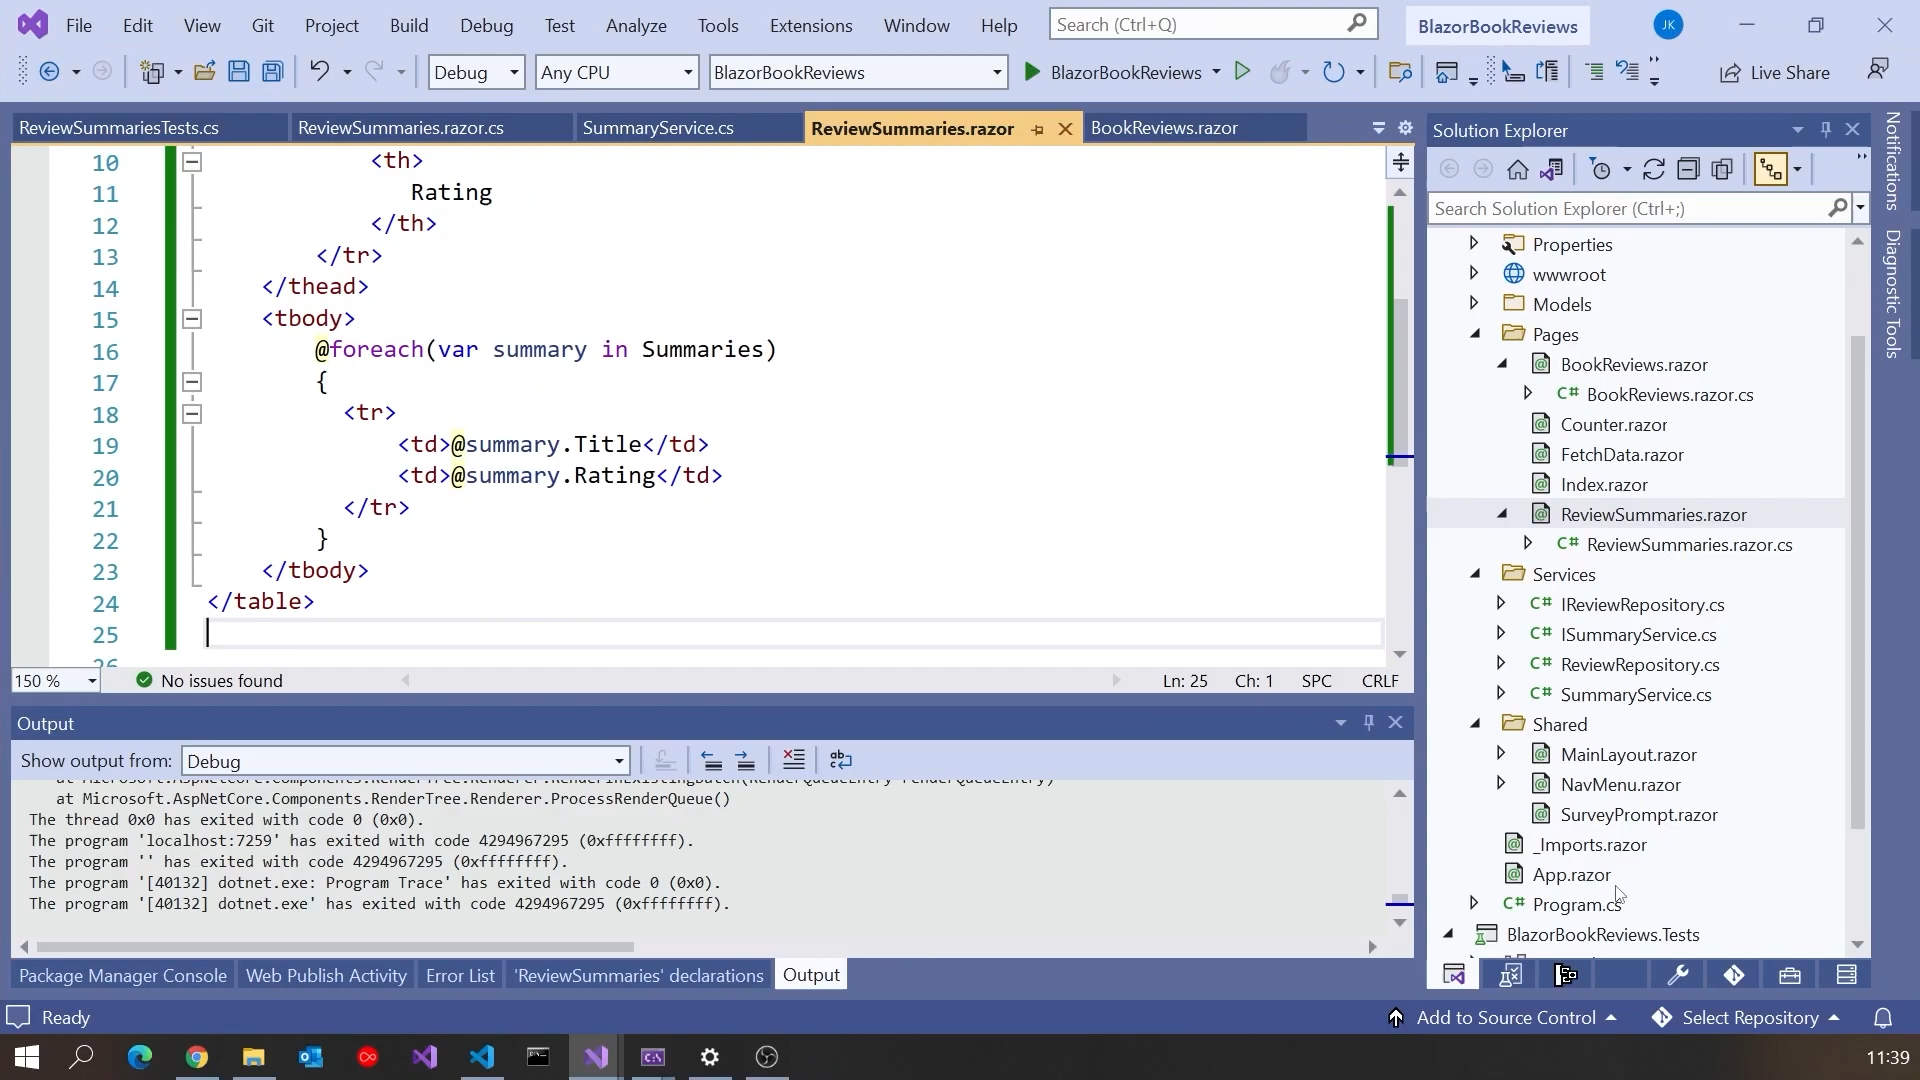 File Edit View Git Project Build Debug Test Analyze Tools Extensions Window Help Search (Ctrl+Q) BlazorBookReviews JK
Debug Any CPU BlazorBookReviews BlazorBookReviews Live Share
ReviewSummariesTests.cs ReviewSummaries.razor.cs SummaryService.cs ReviewSummaries.razor BookReviews.razor
10 <th>
11 Rating
12 </th>
13 </tr>
14 </thead>
15 <tbody>
16 @foreach(var summary in Summaries)
17 {
18 <tr>
19 <td>@summary.Title</td>
20 <td>@summary.Rating</td>
21 </tr>
22 }
23 </tbody>
24 </table>
25
26
150 % No issues found Ln: 25 Ch: 1 SPC CRLF
Output
Show output from: Debug
at Microsoft.AspNetCore.Components.RenderTree.Renderer.RenderInExistingBatch(RenderQueueEntry renderQueueEntry)
at Microsoft.AspNetCore.Components.RenderTree.Renderer.ProcessRenderQueue()
The thread 0x0 has exited with code 0 (0x0).
The program 'localhost:7259' has exited with code 4294967295 (0xffffffff).
The program '' has exited with code 4294967295 (0xffffffff).
The program '[40132] dotnet.exe: Program Trace' has exited with code 0 (0x0).
The program '[40132] dotnet.exe' has exited with code 4294967295 (0xffffffff).
Package Manager Console Web Publish Activity Error List 'ReviewSummaries' declarations Output
Solution Explorer
Search Solution Explorer (Ctrl+;)
Properties
wwwroot
Models
Pages
BookReviews.razor
C# BookReviews.razor.cs
Counter.razor
FetchData.razor
Index.razor
ReviewSummaries.razor
C# ReviewSummaries.razor.cs
Services
C# IReviewRepository.cs
C# ISummaryService.cs
C# ReviewRepository.cs
C# SummaryService.cs
Shared
MainLayout.razor
NavMenu.razor
SurveyPrompt.razor
_Imports.razor
App.razor
C# Program.cs
BlazorBookReviews.Tests
Notifications
Diagnostic Tools
Ready Add to Source Control Select Repository
11:39